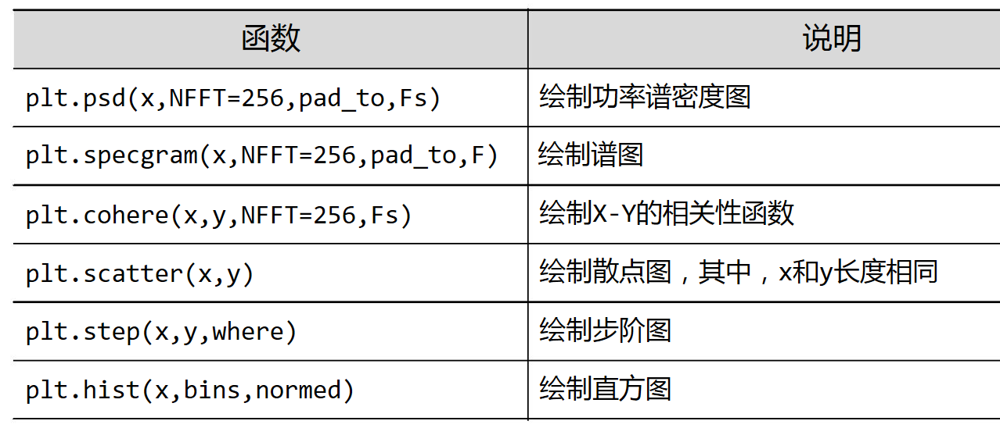 函数 说明
plt.psd(x,NFFT=256,pad_to,Fs) 绘制功率谱密度图
plt.specgram(x,NFFT=256,pad_to,F) 绘制谱图
plt.cohere(x,y,NFFT=256,Fs) 绘制X-Y的相关性函数
plt.scatter(x,y) 绘制散点图，其中，x和y长度相同
plt.step(x,y,where) 绘制步阶图
plt.hist(x,bins,normed) 绘制直方图